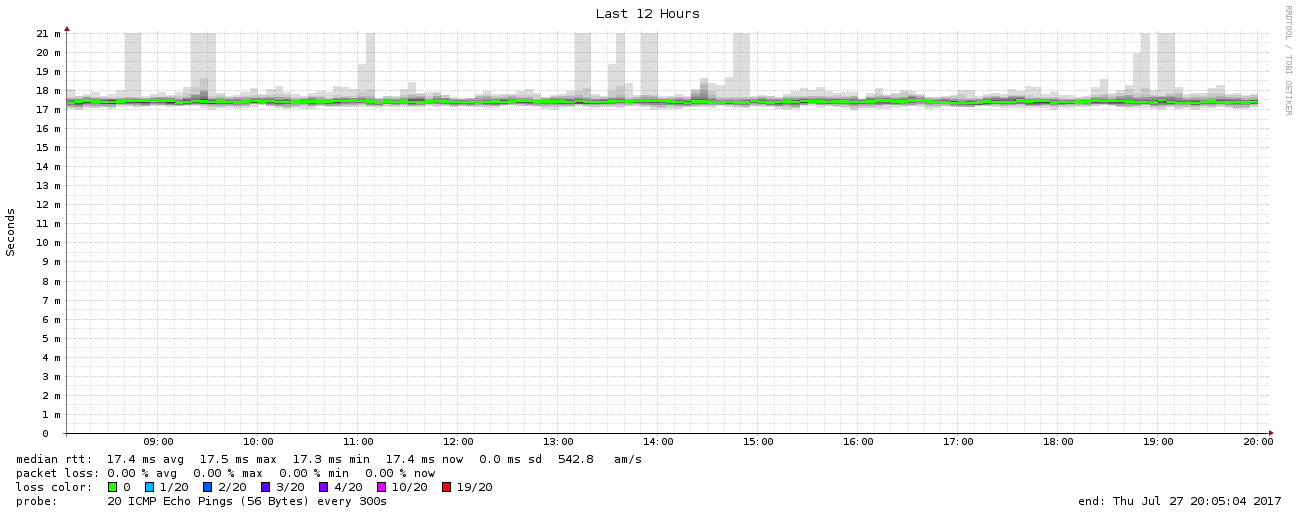 Last 12 Hours
RRDTOOL / TOBI OETIKER
Seconds
21 m
20 m
19 m
18 m
17 m
16 m
15 m
14 m
13 m
12 m
11 m
10 m
9 m
8 m
7 m
6 m
5 m
4 m
3 m
2 m
1 m
0
09:00 10:00 11:00 12:00 13:00 14:00 15:00 16:00 17:00 18:00 19:00 20:00
median rtt: 17.4 ms avg 17.5 ms max 17.3 ms min 17.4 ms now 0.0 ms sd 542.8 am/s
packet loss: 0.00 % avg 0.00 % max 0.00 % min 0.00 % now
loss color: 0 1/20 2/20 3/20 4/20 10/20 19/20
probe: 20 ICMP Echo Pings (56 Bytes) every 300s end: Thu Jul 27 20:05:04 2017